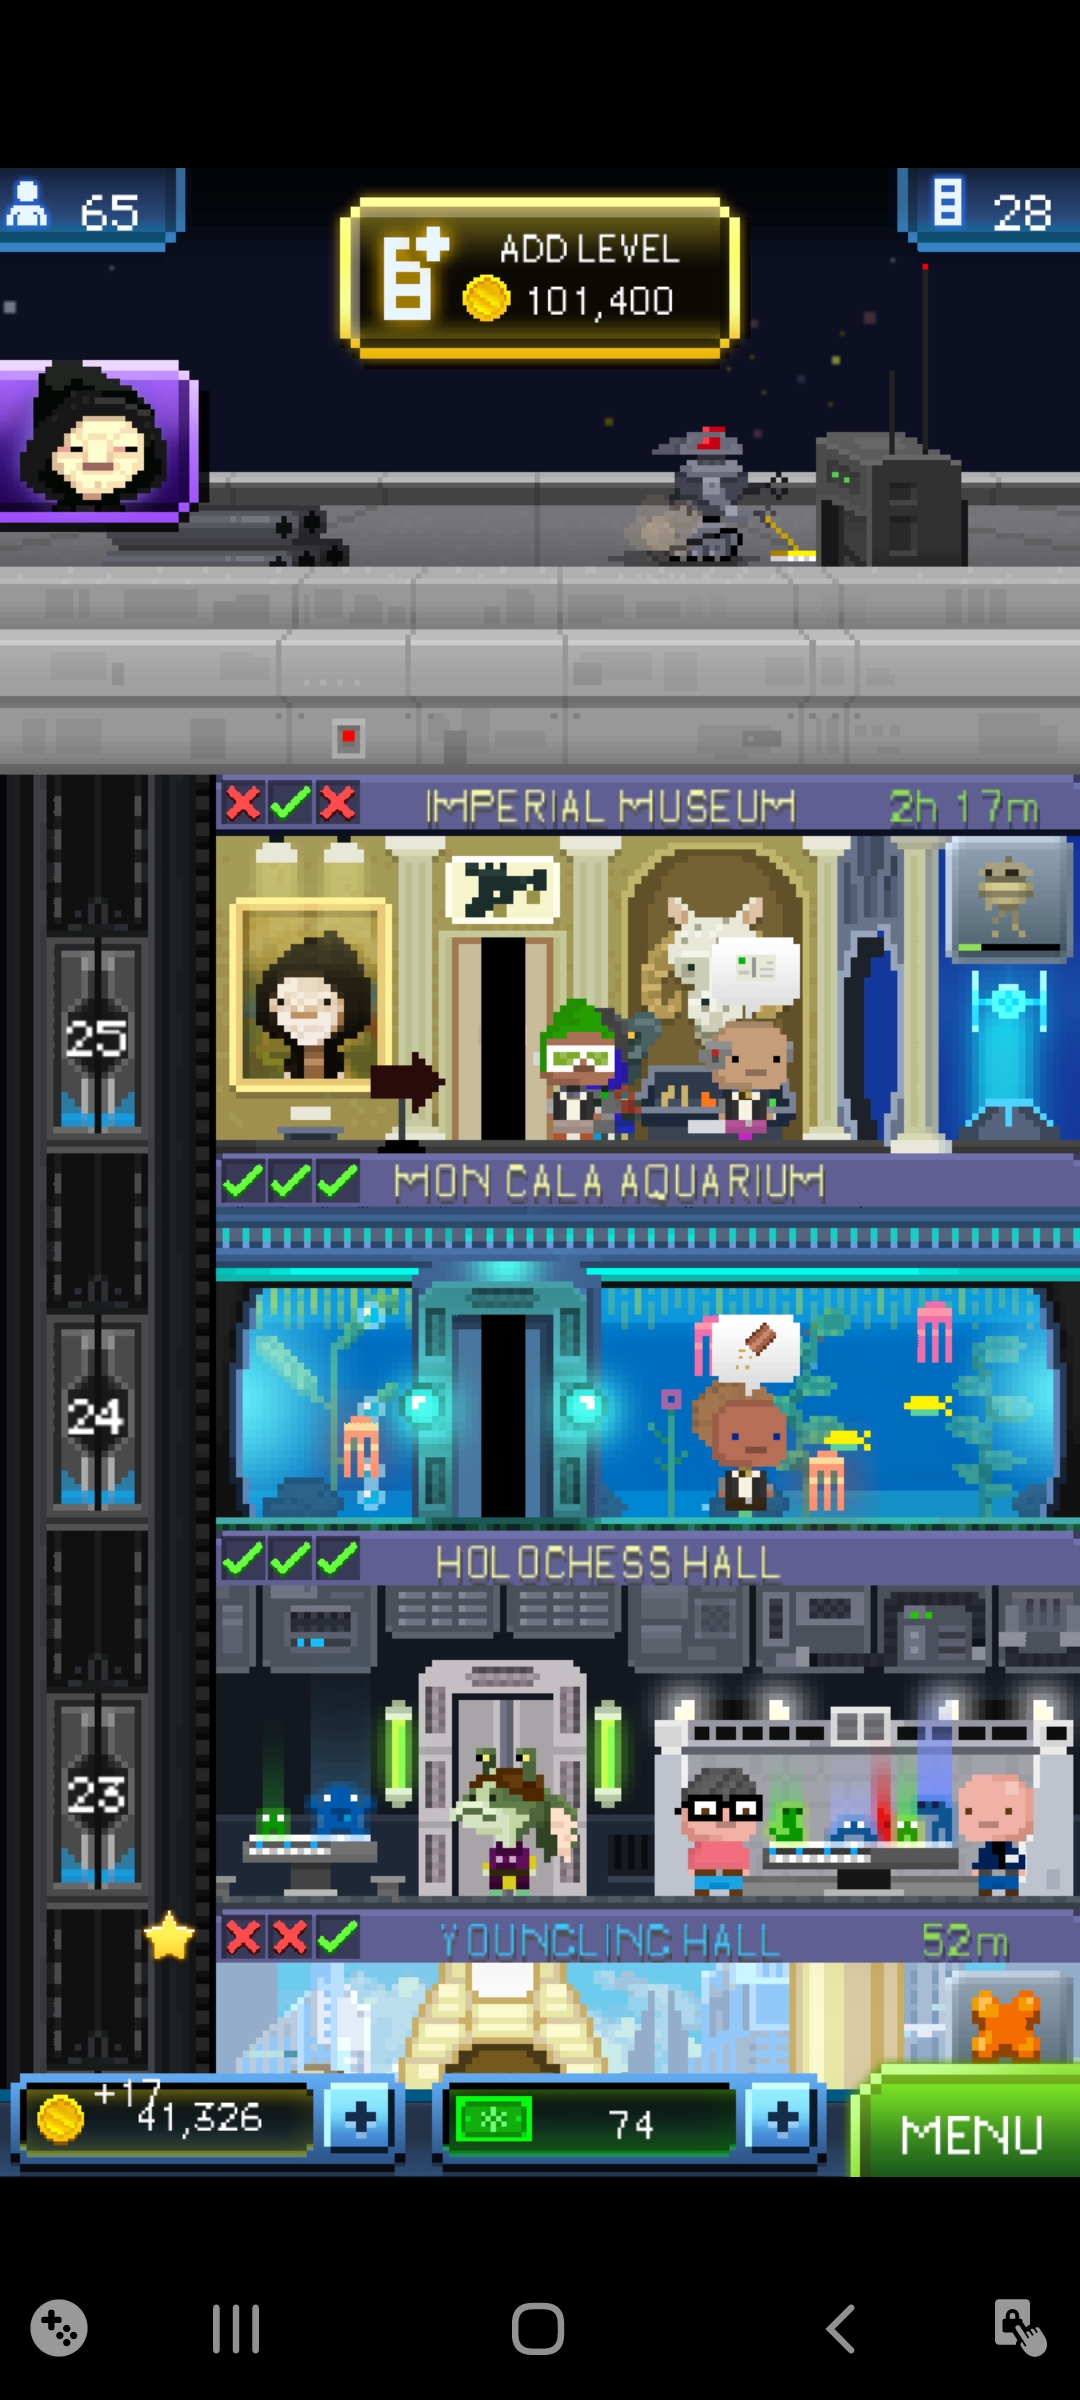 65
ADD LEVEL
101,400
28
IMPERIAL MUSEUM
2h 17m
25
MON CALA AQUARIUM
24
HOLOCHESS HALL
23
YOUNGLING HALL
52m
+17
41,326
74
MENU